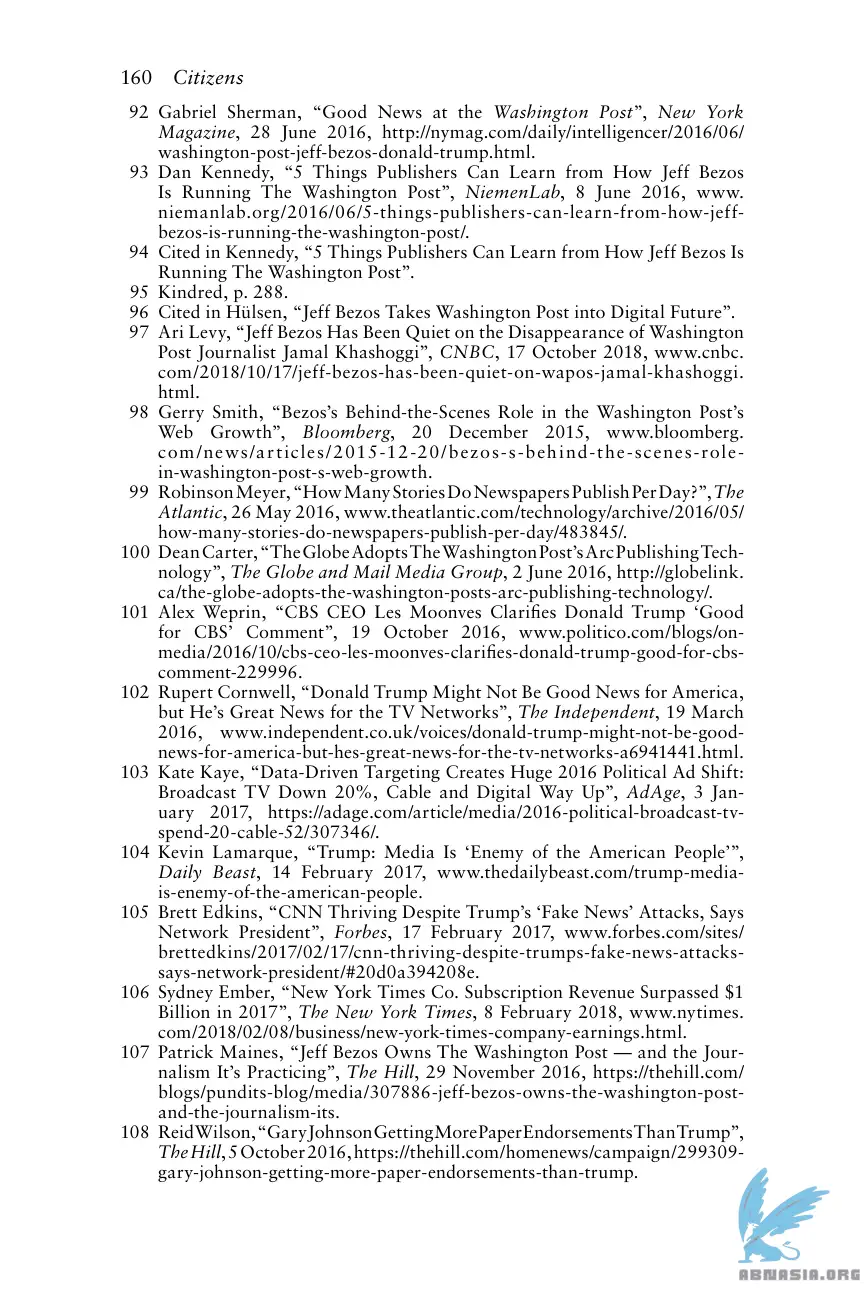 160 Citizens
92 Gabriel Sherman, “Good News at the Washington Post”, New York
Magazine, 28 June 2016, http://nymag.com/daily/intelligencer/2016/06/
washington-post-jeff-bezos-donald-trump.html.
93 Dan Kennedy, “5 Things Publishers Can Learn from How Jeff Bezos
Is Running The Washington Post”, NiemenLab, 8 June 2016, www.
niemanlab.org/2016/06/5-things-publishers-can-learn-from-how-jeff-
bezos-is-running-the-washington-post/.
94 Cited in Kennedy, “5 Things Publishers Can Learn from How Jeff Bezos Is
Running The Washington Post”.
95 Kindred, p. 288.
96 Cited in Hülsen, “Jeff Bezos Takes Washington Post into Digital Future”.
97 Ari Levy, “Jeff Bezos Has Been Quiet on the Disappearance of Washington
Post Journalist Jamal Khashoggi”, CNBC, 17 October 2018, www.cnbc.
com/2018/10/17/jeff-bezos-has-been-quiet-on-wapos-jamal-khashoggi.
html.
98 Gerry Smith, “Bezos’s Behind-the-Scenes Role in the Washington Post’s
Web Growth”, Bloomberg, 20 December 2015, www.bloomberg.
com/news/articles/2015-12-20/bezos-s-behind-the-scenes-role-
in-washington-post-s-web-growth.
99 Robinson Meyer, “How Many Stories Do Newspapers Publish Per Day?”, The
Atlantic, 26 May 2016, www.theatlantic.com/technology/archive/2016/05/
how-many-stories-do-newspapers-publish-per-day/483845/.
100 Dean Carter, “The Globe Adopts The Washington Post’s Arc Publishing Tech-
nology”, The Globe and Mail Media Group, 2 June 2016, http://globelink.
ca/the-globe-adopts-the-washington-posts-arc-publishing-technology/.
101 Alex Weprin, “CBS CEO Les Moonves Clarifies Donald Trump ‘Good
for CBS’ Comment”, 19 October 2016, www.politico.com/blogs/on-
media/2016/10/cbs-ceo-les-moonves-clarifies-donald-trump-good-for-cbs-
comment-229996.
102 Rupert Cornwell, “Donald Trump Might Not Be Good News for America,
but He’s Great News for the TV Networks”, The Independent, 19 March
2016, www.independent.co.uk/voices/donald-trump-might-not-be-good-
news-for-america-but-hes-great-news-for-the-tv-networks-a6941441.html.
103 Kate Kaye, “Data-Driven Targeting Creates Huge 2016 Political Ad Shift:
Broadcast TV Down 20%, Cable and Digital Way Up”, AdAge, 3 Jan-
uary 2017, https://adage.com/article/media/2016-political-broadcast-tv-
spend-20-cable-52/307346/.
104 Kevin Lamarque, “Trump: Media Is ‘Enemy of the American People’”,
Daily Beast, 14 February 2017, www.thedailybeast.com/trump-media-
is-enemy-of-the-american-people.
105 Brett Edkins, “CNN Thriving Despite Trump’s ‘Fake News’ Attacks, Says
Network President”, Forbes, 17 February 2017, www.forbes.com/sites/
brettedkins/2017/02/17/cnn-thriving-despite-trumps-fake-news-attacks-
says-network-president/#20d0a394208e.
106 Sydney Ember, “New York Times Co. Subscription Revenue Surpassed $1
Billion in 2017”, The New York Times, 8 February 2018, www.nytimes.
com/2018/02/08/business/new-york-times-company-earnings.html.
107 Patrick Maines, “Jeff Bezos Owns The Washington Post — and the Jour-
nalism It’s Practicing”, The Hill, 29 November 2016, https://thehill.com/
blogs/pundits-blog/media/307886-jeff-bezos-owns-the-washington-post-
and-the-journalism-its.
108 Reid Wilson, “Gary Johnson Getting More Paper Endorsements Than Trump”,
The Hill, 5 October 2016, https://thehill.com/homenews/campaign/299309-
gary-johnson-getting-more-paper-endorsements-than-trump.
ABNASIA.ORG